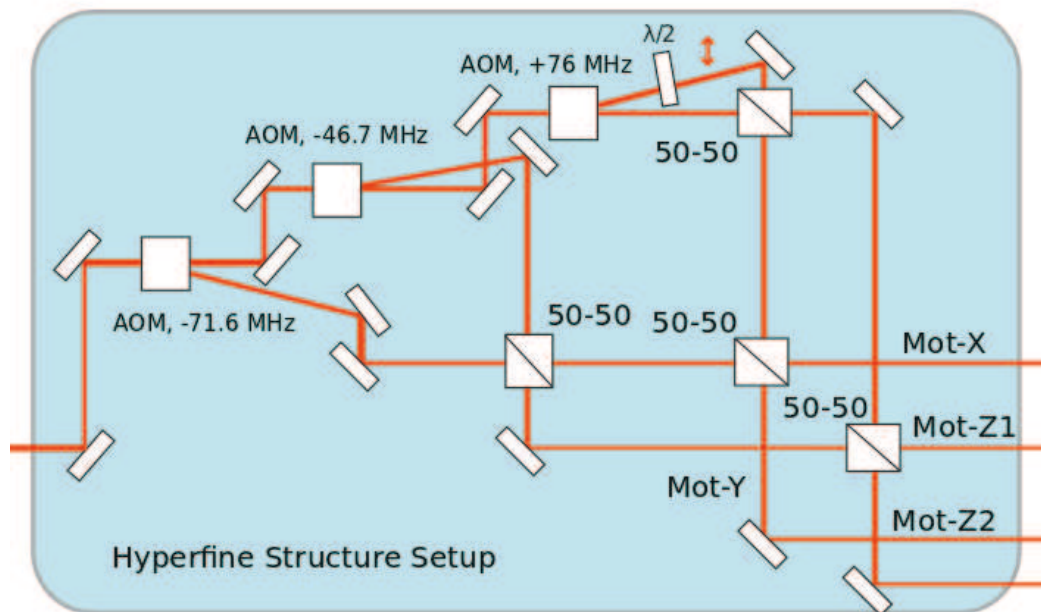 λ/2
AOM, +76 MHz
AOM, -46.7 MHz
50-50
AOM, -71.6 MHz
50-50
50-50
Mot-X
50-50
Mot-Z1
Mot-Y
Mot-Z2
Hyperfine Structure Setup